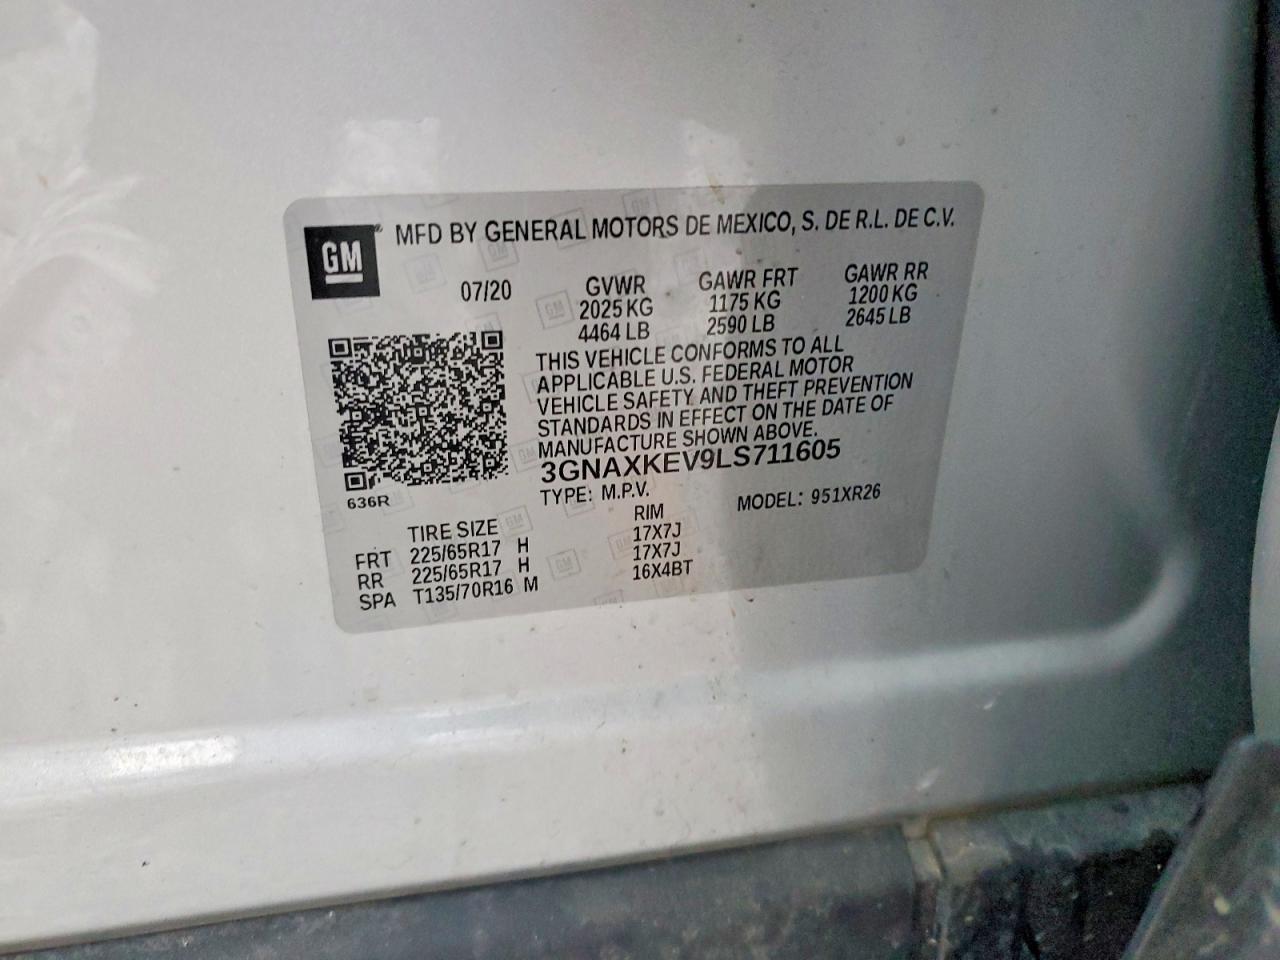 GM MFD BY GENERAL MOTORS DE MEXICO, S. DE R.L. DE C.V.
07/20 GVWR GAWR FRT GAWR RR
2025 KG 1175 KG 1200 KG
4464 LB 2590 LB 2645 LB
THIS VEHICLE CONFORMS TO ALL
APPLICABLE U.S. FEDERAL MOTOR
VEHICLE SAFETY AND THEFT PREVENTION
STANDARDS IN EFFECT ON THE DATE OF
MANUFACTURE SHOWN ABOVE.
3GNAXKEV9LS711605
636R TYPE: M.P.V. MODEL: 951XR26
TIRE SIZE RIM
FRT 225/65R17 H 17X7J
RR 225/65R17 H 17X7J
SPA T135/70R16 M 16X4BT